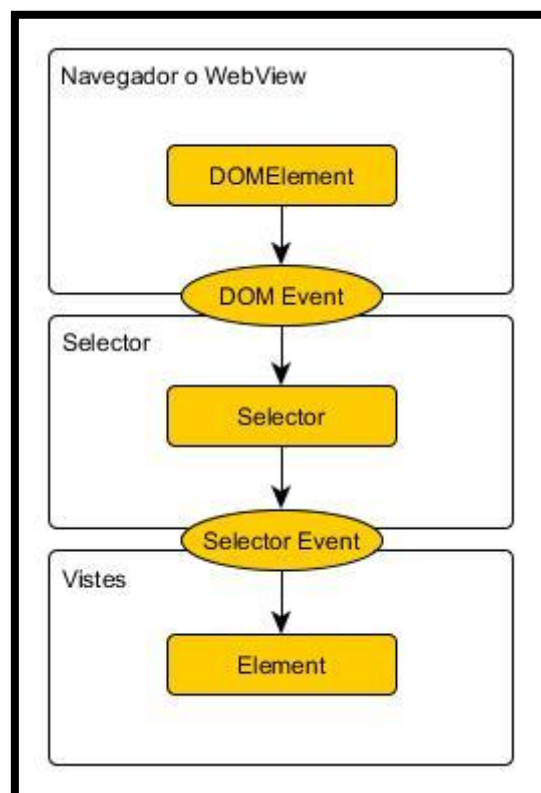 Navegador o WebView
DOMElement
DOM Event
Selector
Selector
Selector Event
Vistes
Element